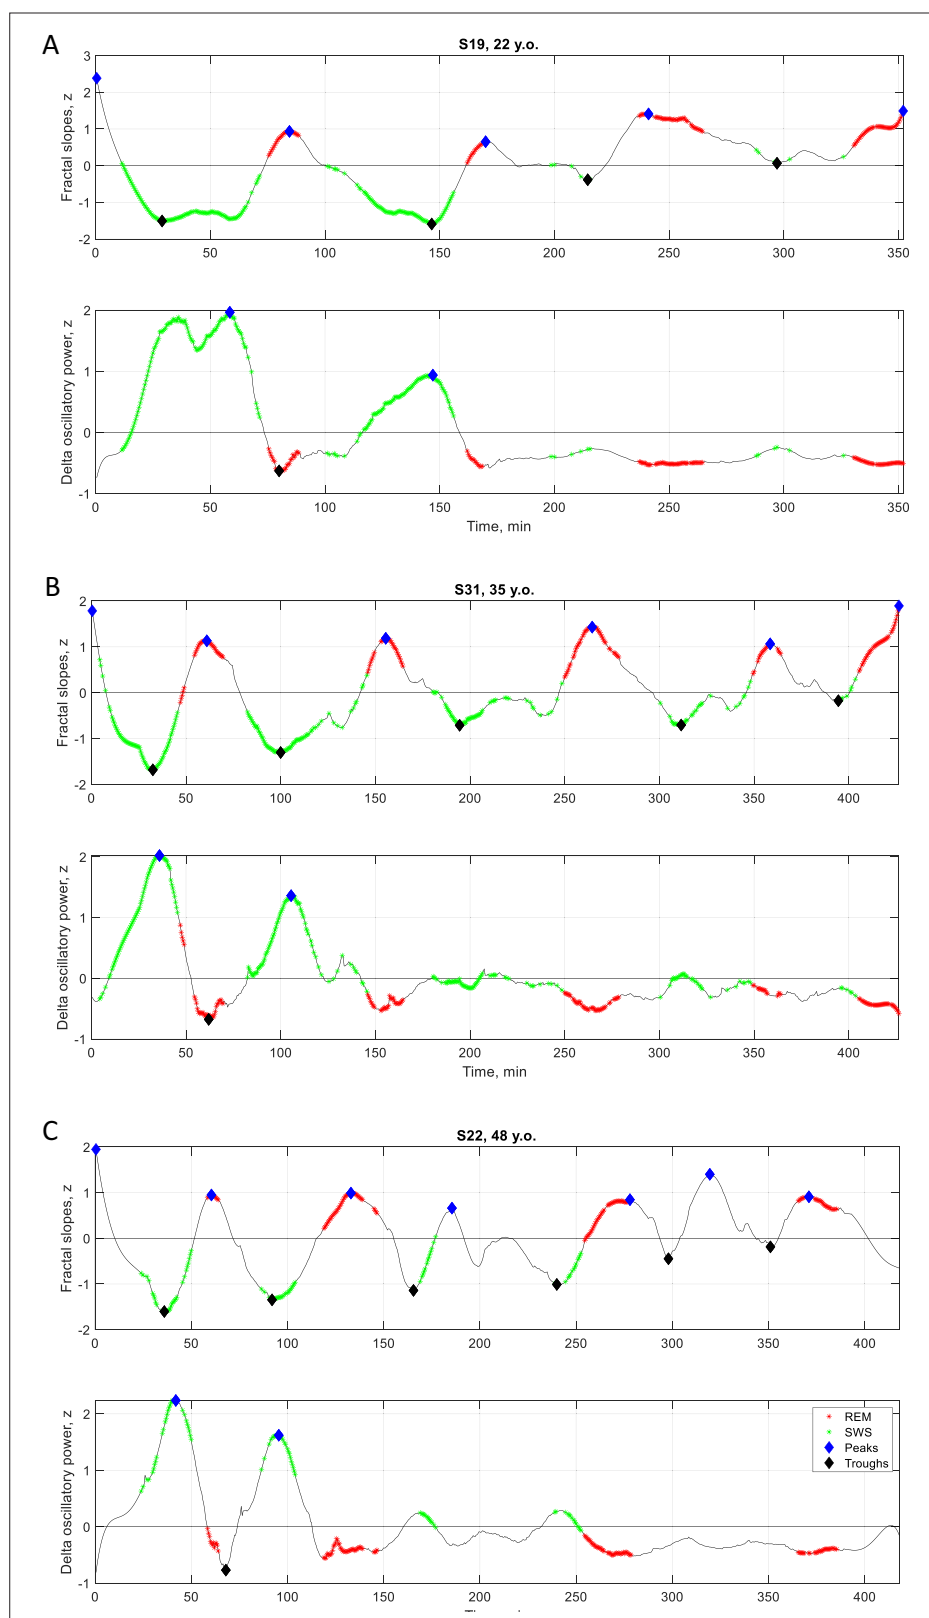 A
S19, 22 y.o.
Fractal slopes, z
3
2
1
0
-1
-2
0 50 100 150 200 250 300 350
Delta oscillatory power, z
2
1
0
-1
0 50 100 150 200 250 300 350
Time, min
B
S31, 35 y.o.
Fractal slopes, z
2
1
0
-1
-2
0 50 100 150 200 250 300 350 400
Delta oscillatory power, z
2
1
0
-1
0 50 100 150 200 250 300 350 400
Time, min
C
S22, 48 y.o.
Fractal slopes, z
2
1
0
-1
-2
0 50 100 150 200 250 300 350 400
Delta oscillatory power, z
2
1
0
-1
REM
SWS
Peaks
Troughs
0 50 100 150 200 250 300 350 400